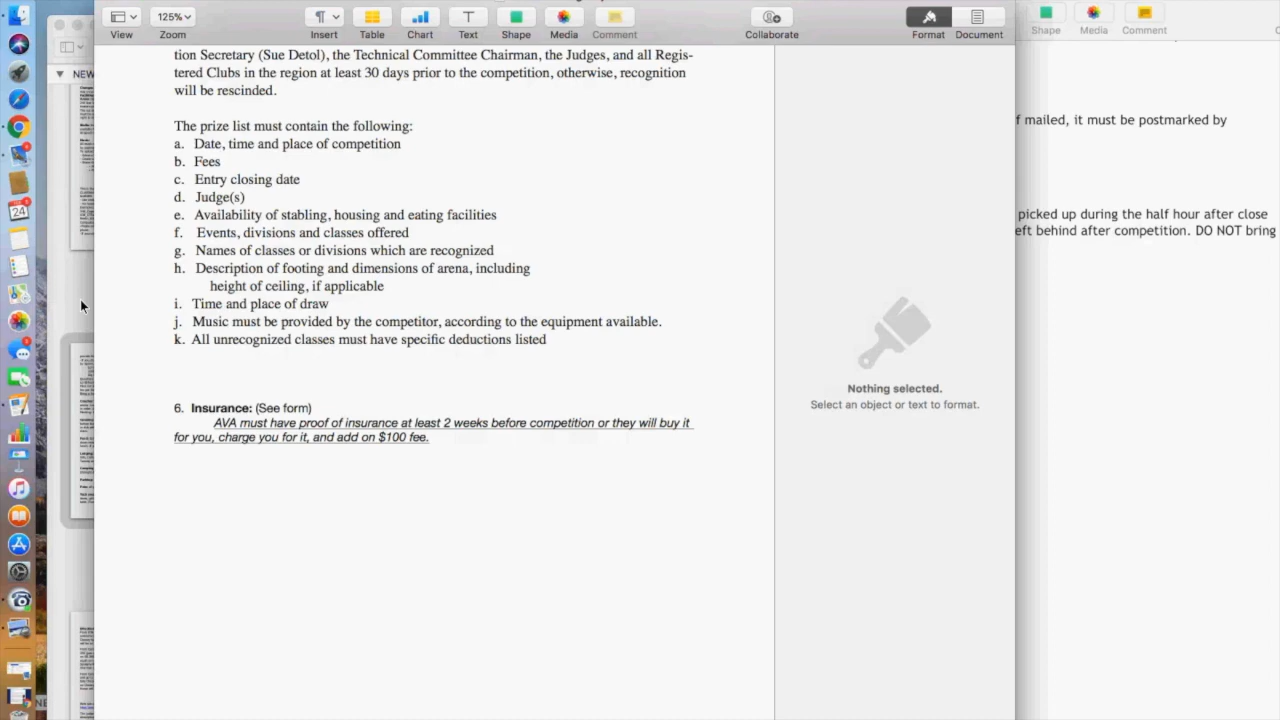 125%
View
Zoom
Insert
Table
Chart
Text
Shape
Media
Comment
Collaborate
Format
Document
Shape
Media
Comment
NEW
tion Secretary (Sue Detol), the Technical Committee Chairman, the Judges, and all Regis-
tered Clubs in the region at least 30 days prior to the competition, otherwise, recognition
will be rescinded.
The prize list must contain the following:
a. Date, time and place of competition
b. Fees
c. Entry closing date
d. Judge(s)
e. Availability of stabling, housing and eating facilities
f. Events, divisions and classes offered
g. Names of classes or divisions which are recognized
h. Description of footing and dimensions of arena, including
height of ceiling, if applicable
i. Time and place of draw
j. Music must be provided by the competitor, according to the equipment available.
k. All unrecognized classes must have specific deductions listed
6. Insurance: (See form)
AVA must have proof of insurance at least 2 weeks before competition or they will buy it
for you, charge you for it, and add on $100 fee.
Nothing selected.
Select an object or text to format.
f mailed, it must be postmarked by
picked up during the half hour after close
eft behind after competition. DO NOT bring
24
NE